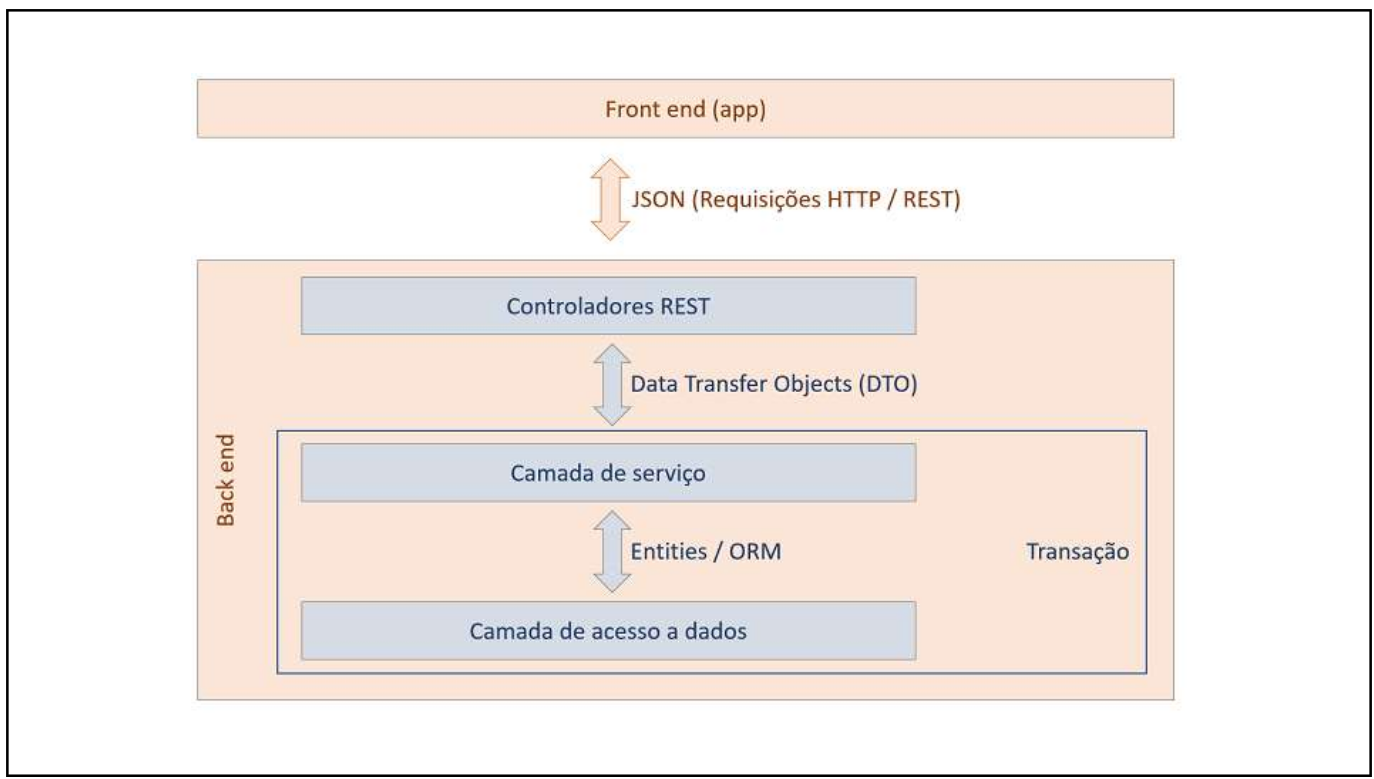 Front end (app)
JSON (Requisições HTTP / REST)
Controladores REST
Data Transfer Objects (DTO)
Back end
Camada de serviço
Entities / ORM
Transação
Camada de acesso a dados